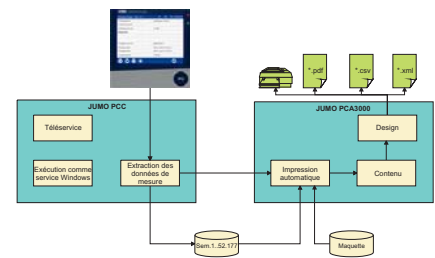 *.pdf
*.csv
*.xml
JUMO PCC
JUMO PCA3000
Téléservice
Design
Exécution comme
service Windows
Extraction des
données de
mesure
Impression
automatique
Contenu
Sem.1..52.177
Maquette